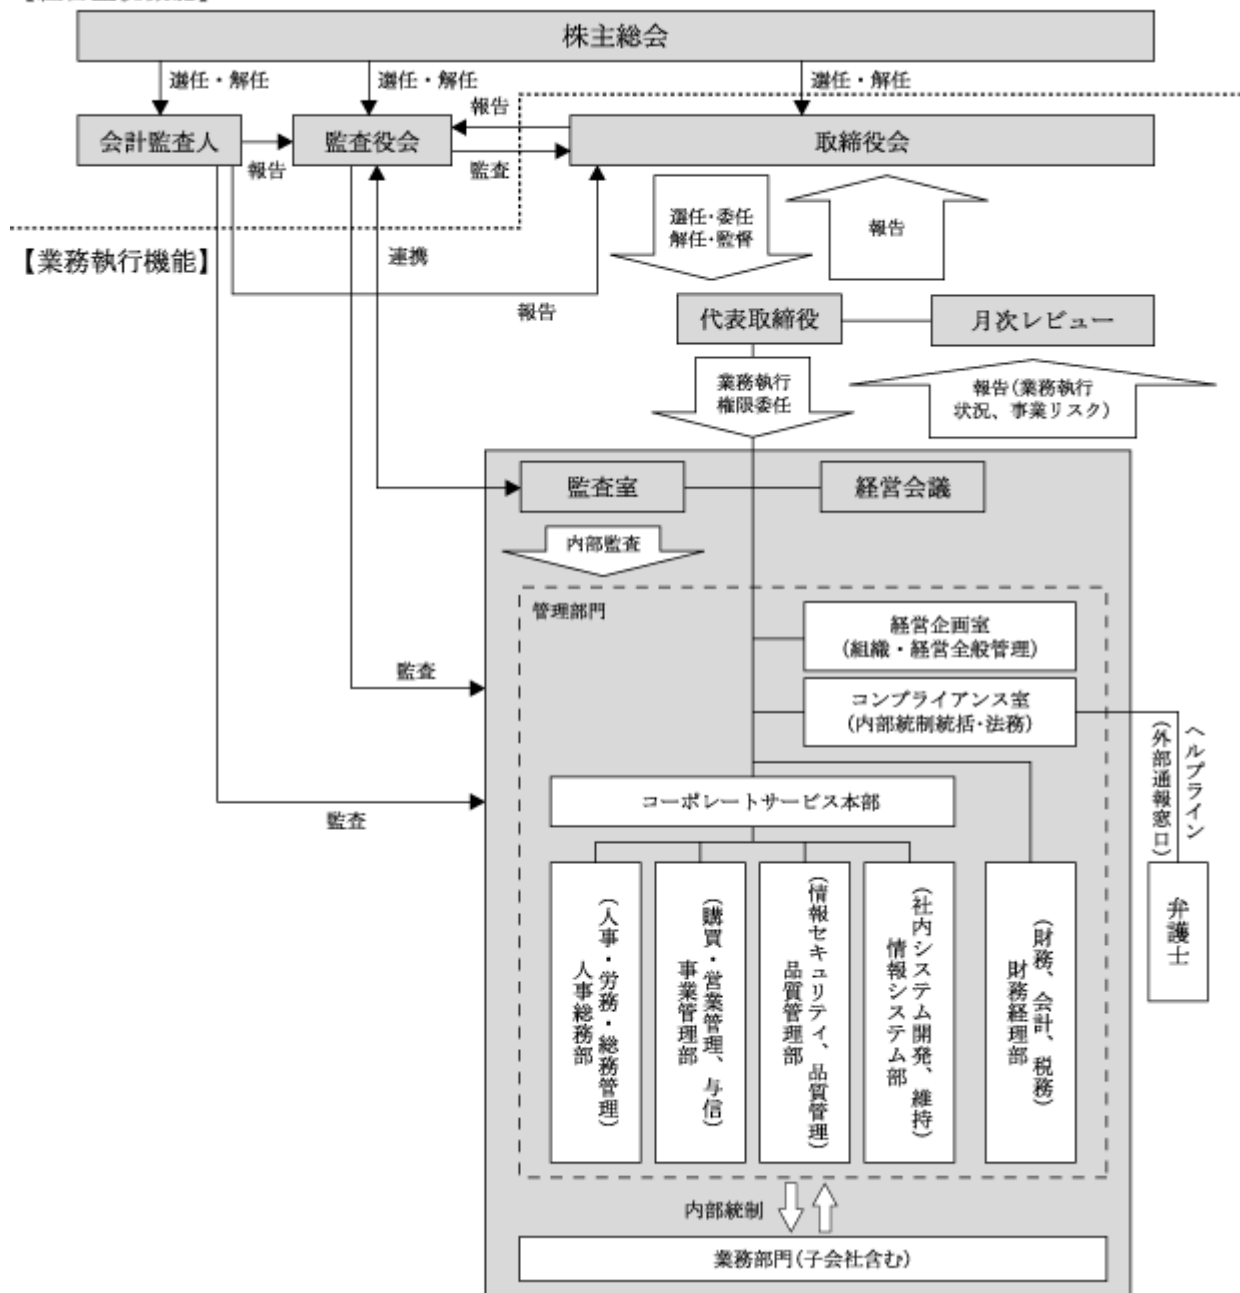 株主総会
選任・解任
選任・解任
選任・解任
報告
会計監査人
監査役会
取締役会
報告
監査
選任・委任
解任・監督
報告
【業務執行機能】
連携
報告
代表取締役
月次レビュー
業務執行
権限委任
報告(業務執行
状況、事業リスク)
監査室
経営会議
内部監査
管理部門
経営企画室
(組織・経営全般管理)
監査
コンプライアンス室
(内部統制統括・法務)
ヘルプライン
(外部通報窓口)
コーポレートサービス本部
監査
(人事・労務・総務管理)
人事総務部
(購買・営業管理、与信)
事業管理部
(情報セキュリティ、品質管理)
品質管理部
(社内システム開発、維持)
情報システム部
(財務、会計、税務)
財務経理部
弁護士
内部統制
業務部門(子会社含む)